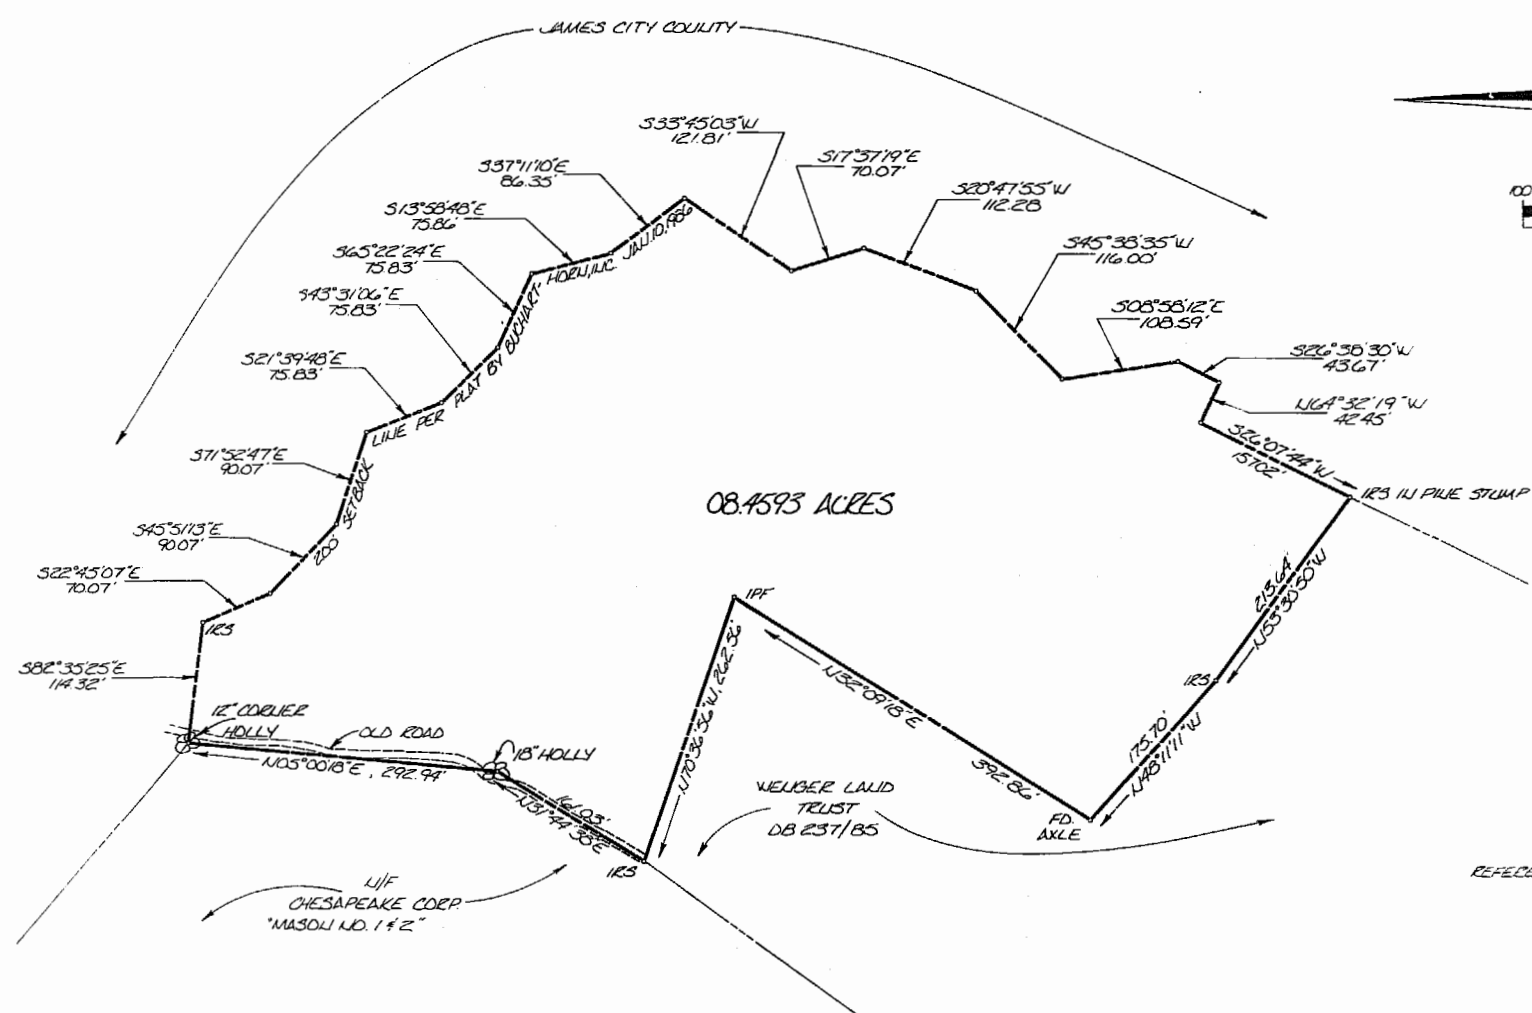 JAMES CITY COUNTY
S33°45'03"W
121.81'
S17°37'19"E
70.07'
S37°11'10"E
86.35'
S20°47'55"W
112.28
S13°58'48"E
75.86'
S45°38'35"W
116.00'
S65°22'24"E
75.83'
S43°31'06"E
75.83'
S08°58'12"E
108.59'
S21°39'48"E
75.83'
S26°38'30"W
43.67'
N64°32'19"W
42.45'
200' SETBACK LINE PER PLAT BY BUCHART-HORN, INC JAN. 10, 1986
S71°52'47"E
90.07'
S26°07'44"W
157.02'
IRS IN PINE STUMP
08.4593 ACRES
S45°51'13"E
90.07'
S22°45'07"E
70.07'
IRS
213.64'
N53°30'50"W
IPF
S82°35'25"E
114.32'
N70°36'56"W, 262.56'
N32°09'18"E
392.86'
IRS
12" CORNER
HOLLY
OLD ROAD
18" HOLLY
N05°00'18"E, 292.94'
175.70'
N48°11'11"W
161.03'
N31°44'38"E
WENGER LAND
TRUST
DB 237/85
FD.
AXLE
IRS
N/F
CHESAPEAKE CORP.
"MASON NO. 1 & 2"
100